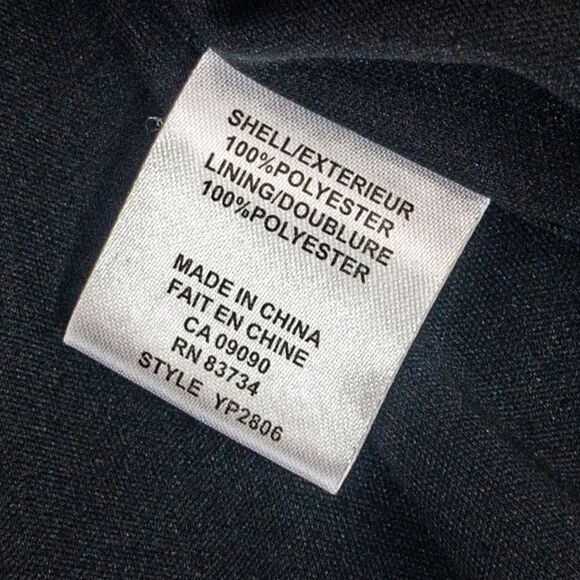 SHELL/EXTERIEUR
100%POLYESTER
LINING/DOUBLURE
100%POLYESTER
MADE IN CHINA
FAIT EN CHINE
CA 09090
RN 83734
STYLE YP2806